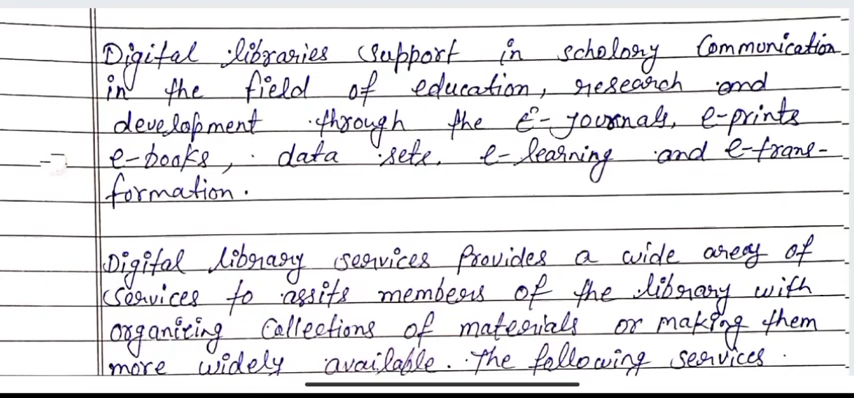 Digital libraries support in scholory Communication
in the field of education, research and
development through the E-journals, e-prints
e-books, data sets, e-learning and e-trans-
formation.
Digital library services Provides a wide arey of
services to assits members of the library with
organizing Collections of materials or making them
more widely available. The following services.